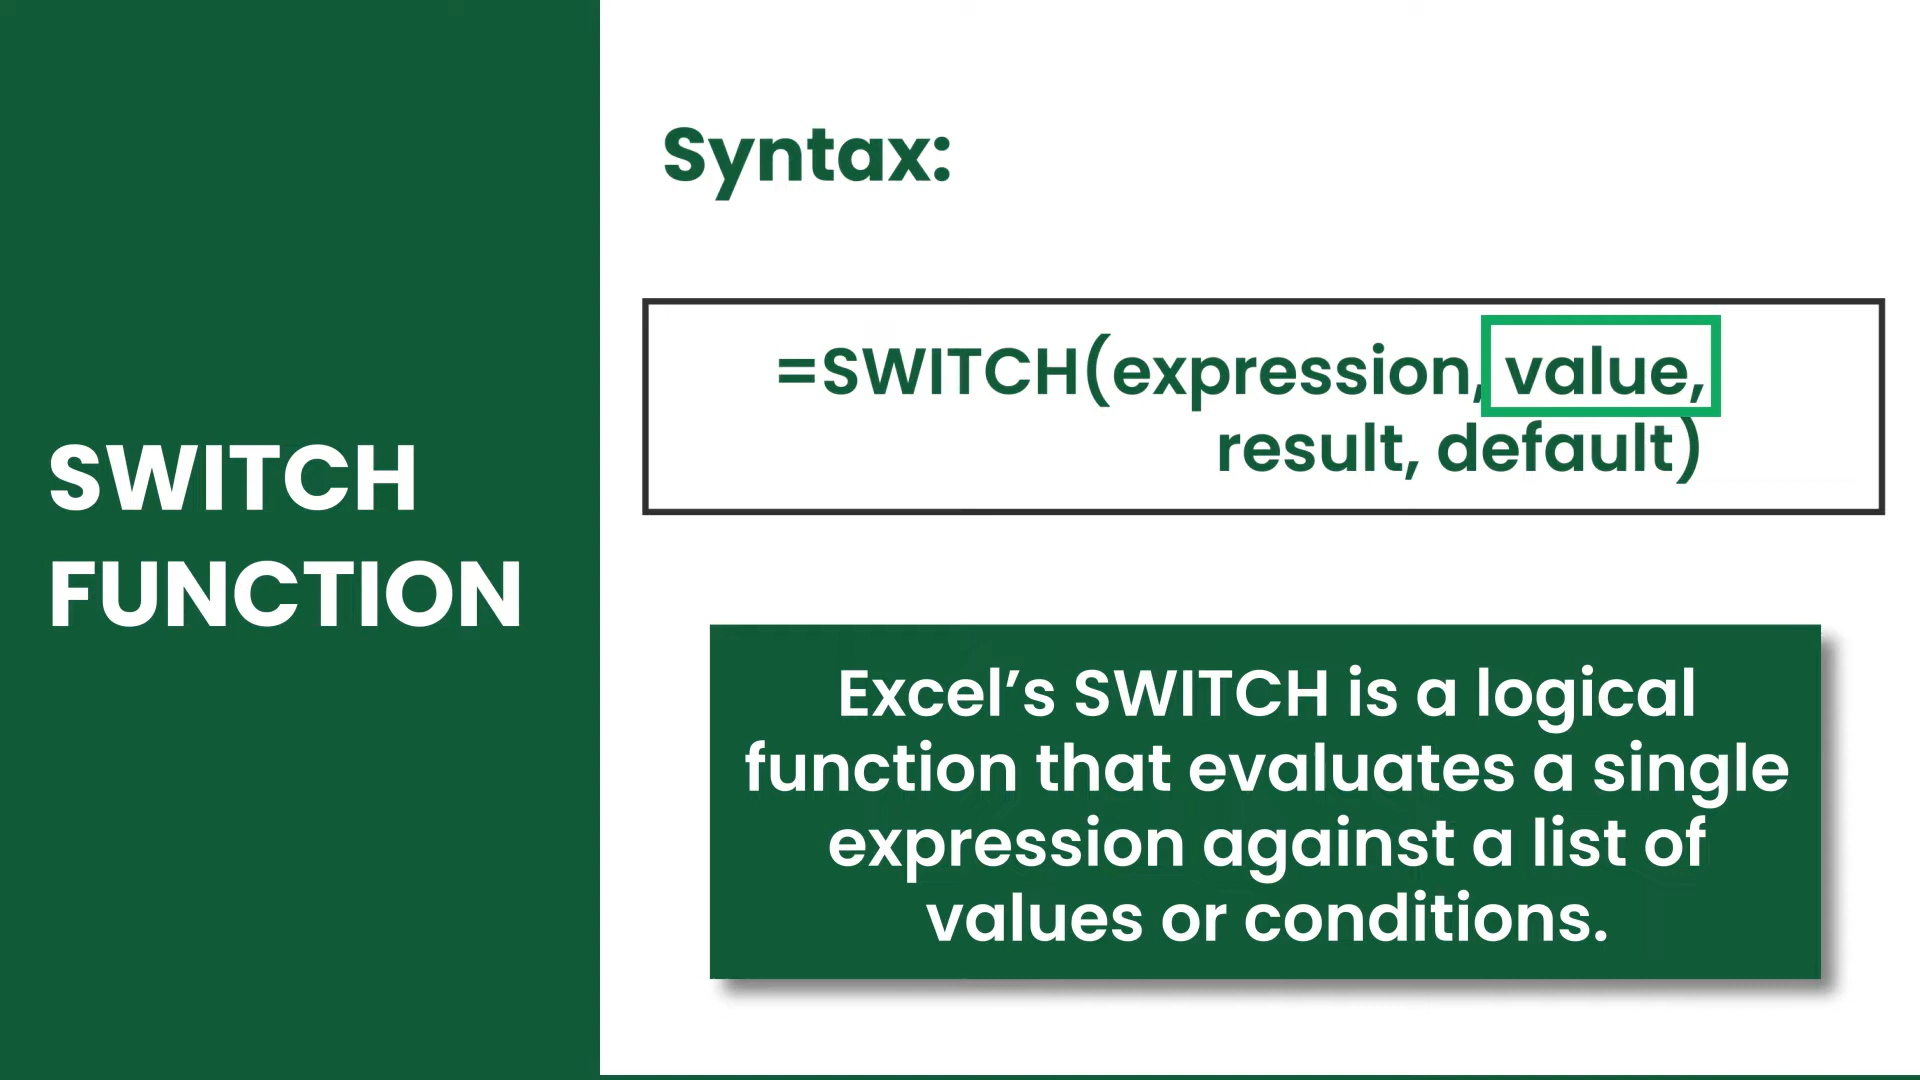 SWITCH
FUNCTION
Syntax:
=SWITCH(expression, value,
result, default)
Excel’s SWITCH is a logical
function that evaluates a single
expression against a list of
values or conditions.